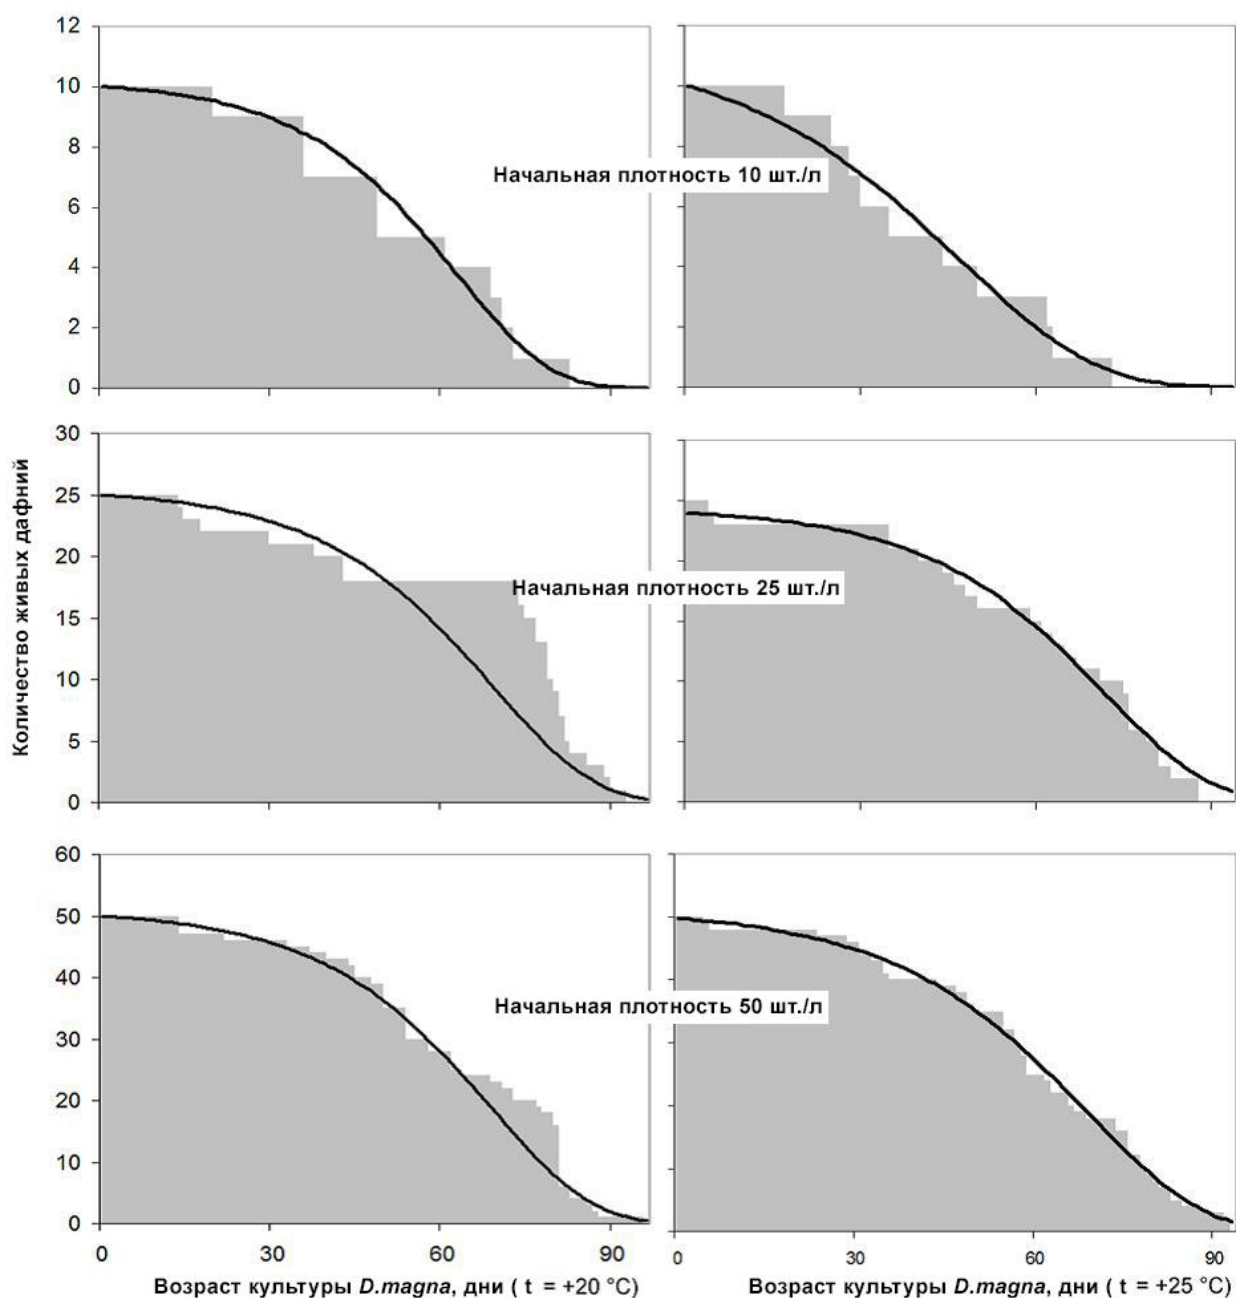 12
10
8
6
4
2
0
Начальная плотность 10 шт./л
Количество живых дафний
30
25
20
15
10
5
0
Начальная плотность 25 шт./л
60
50
40
30
20
10
0
Начальная плотность 50 шт./л
0 30 60 90
0 30 60 90
Возраст культуры D.magna, дни ( t = +20 °C)
Возраст культуры D.magna, дни ( t = +25 °C)